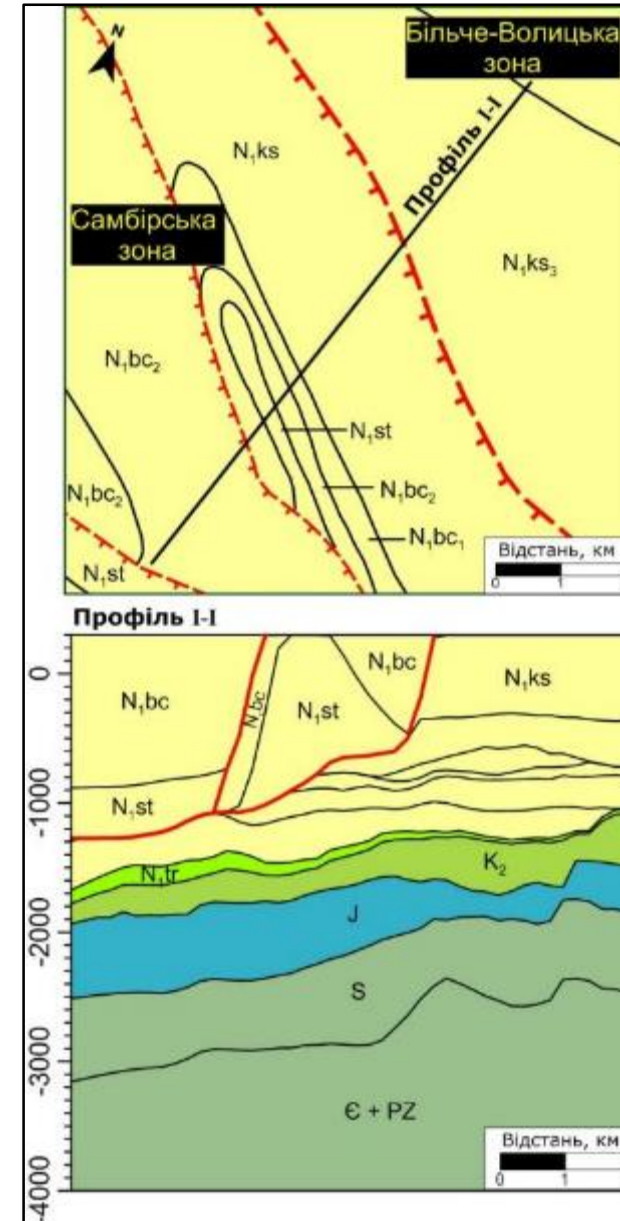 N
Більче-Волицька
зона
Профіль I-I
N₁ks
Самбірська
зона
N₁ks₃
N₁bc₂
N₁st
N₁bc₂
N₁bc₂
N₁bc₁
N₁st
Відстань, км
0 1
Профіль I-I
0
-1000
-2000
-3000
-4000
N₁bc
N₁bc
N₁st
N₁bc
N₁ks
N₁st
N₁tr
K₂
J
S
Є + PZ
Відстань, км
0 1